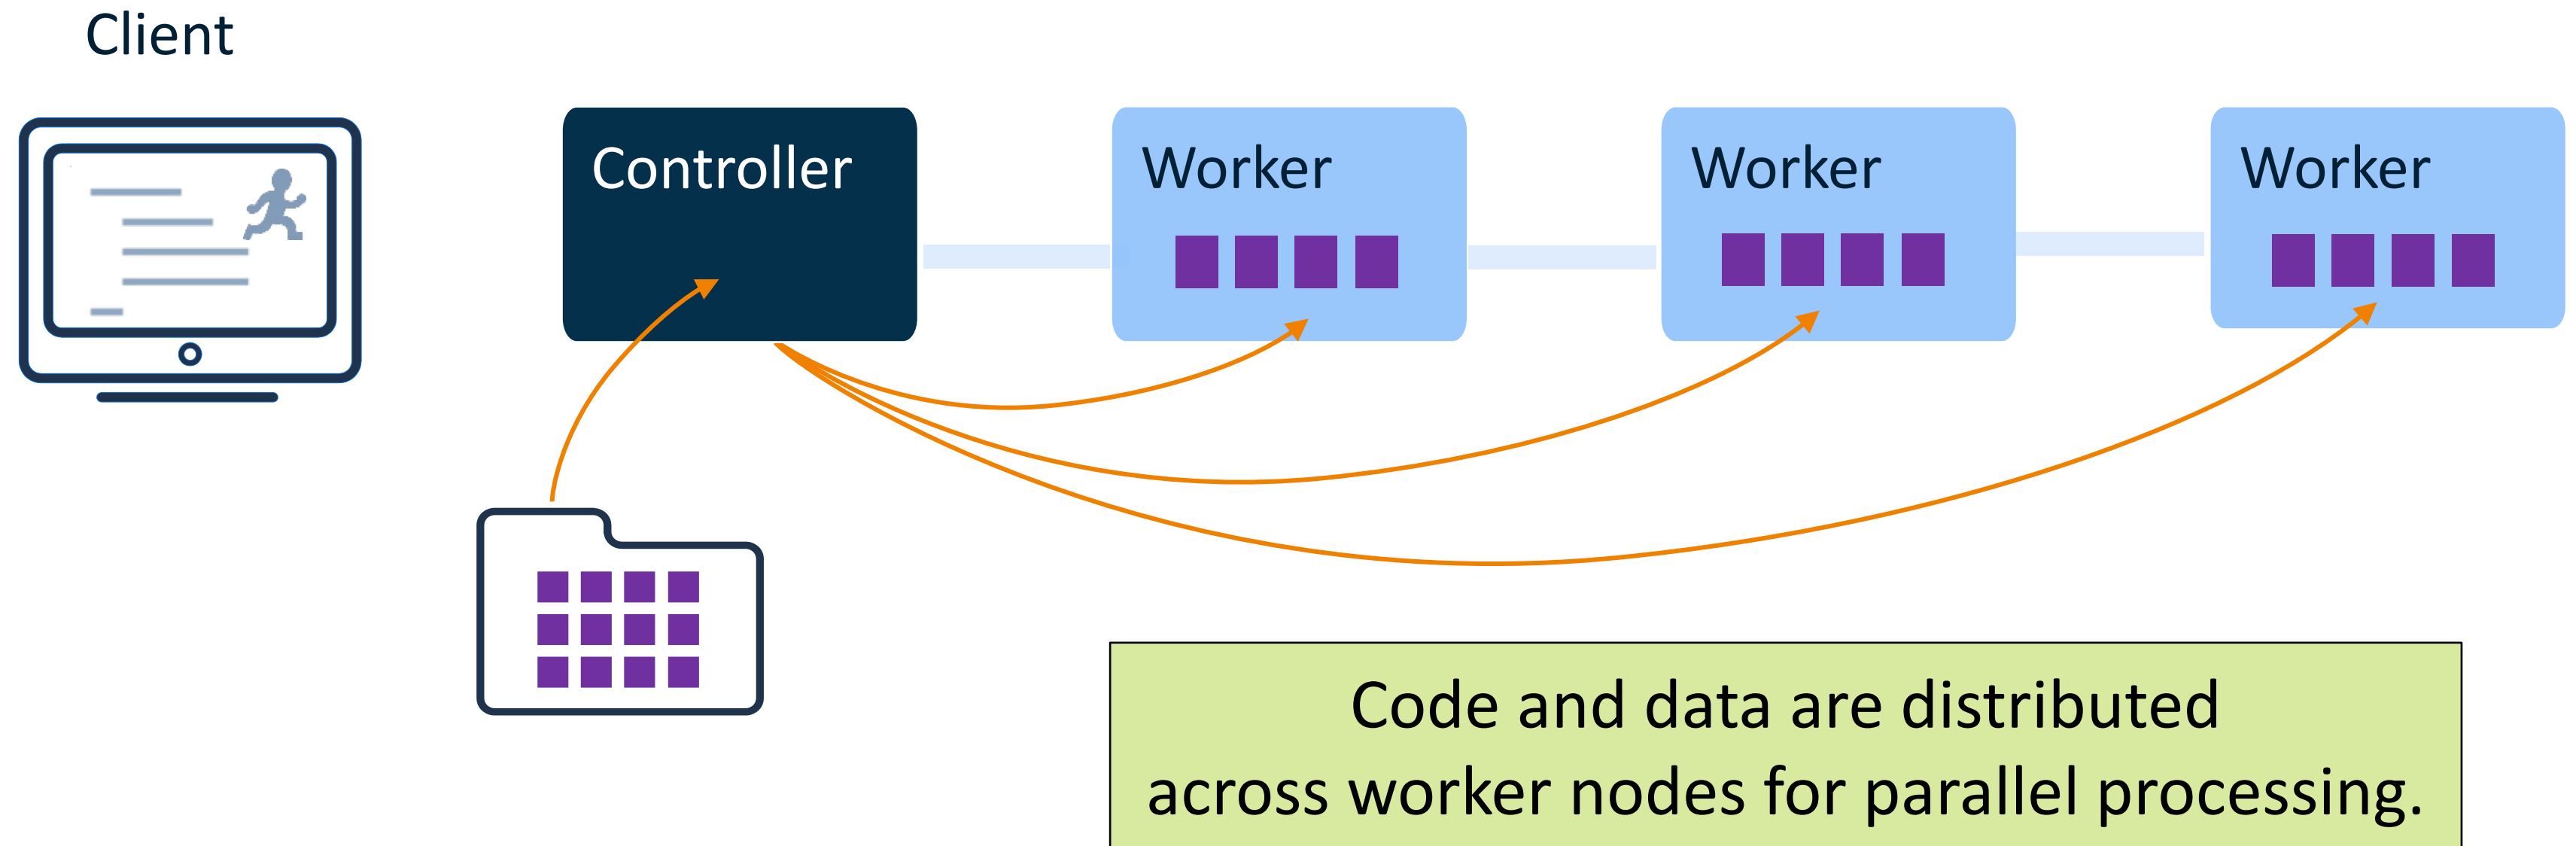 Client
Controller
Worker
Worker
Worker
Code and data are distributed
across worker nodes for parallel processing.